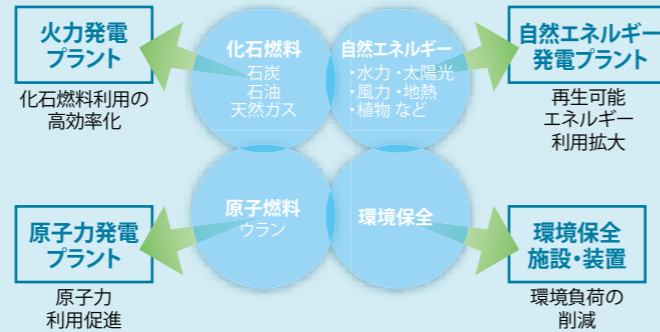 火力発電
プラント
化石燃料利用の
高効率化
化石燃料
石炭
石油
天然ガス
自然エネルギー
・水力・太陽光
・風力・地熱
・植物 など
自然エネルギー
発電プラント
再生可能
エネルギー
利用拡大
原子力発電
プラント
原子力
利用促進
原子燃料
ウラン
環境保全
環境保全
施設・装置
環境負荷の
削減